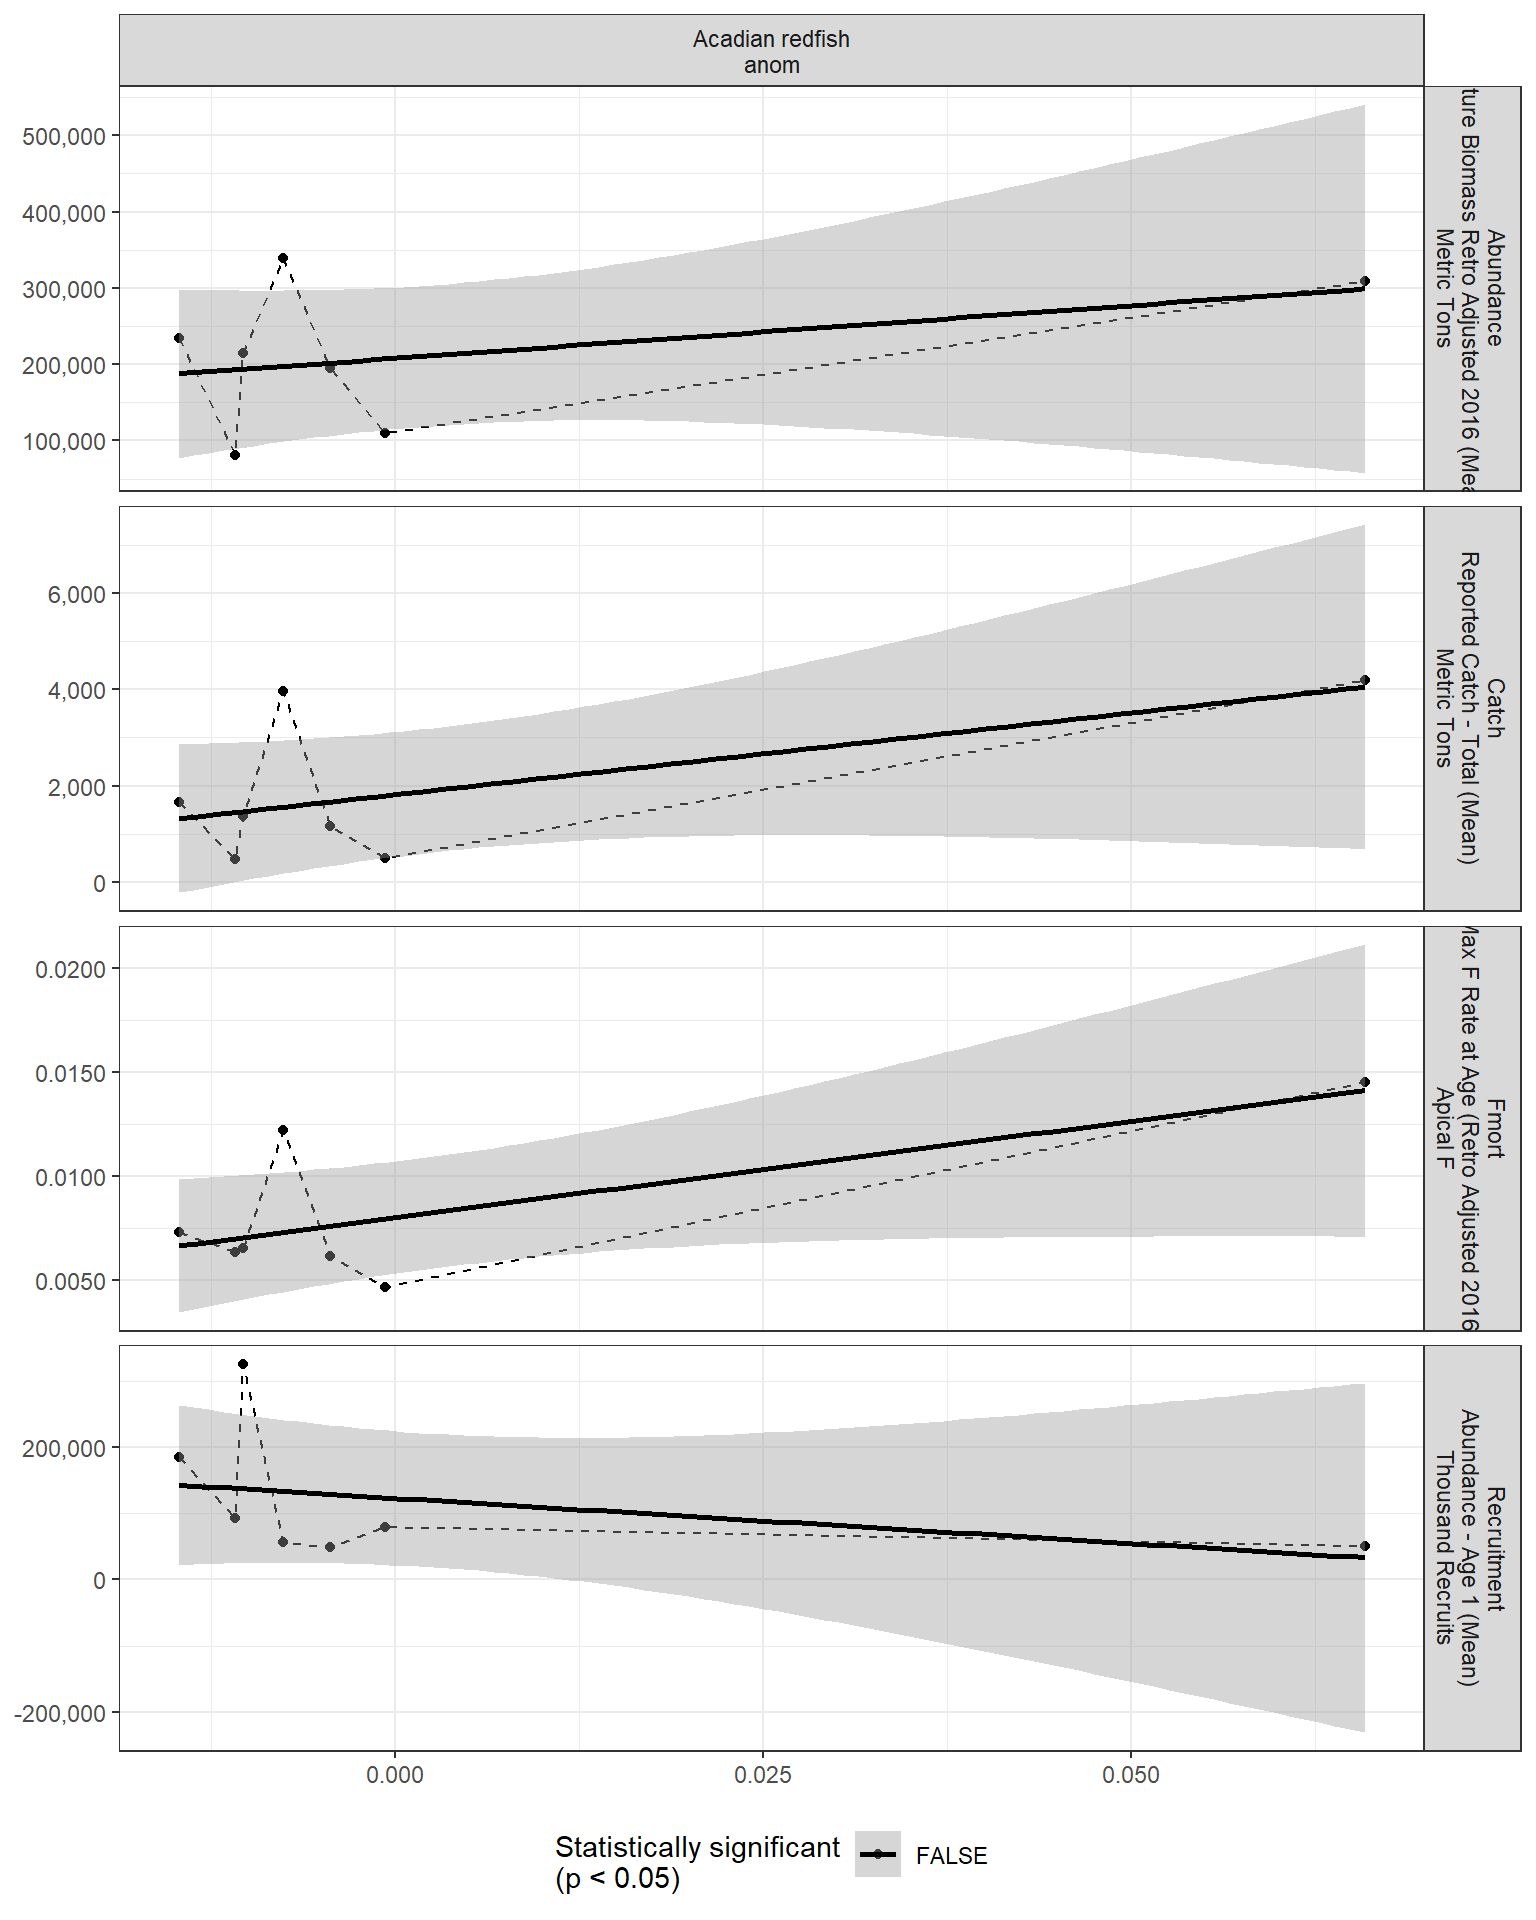 Acadian redfish
anom
500,000
400,000
300,000
200,000
100,000
Abundance
ture Biomass Retro Adjusted 2016 (Mea
Metric Tons
6,000
4,000
2,000
0
Catch
Reported Catch - Total (Mean)
Metric Tons
0.0200
0.0150
0.0100
0.0050
Fmort
Max F Rate at Age (Retro Adjusted 2016
Apical F
200,000
0
-200,000
Recruitment
Abundance - Age 1 (Mean)
Thousand Recruits
0.000
0.025
0.050
Statistically significant
(p < 0.05)
FALSE